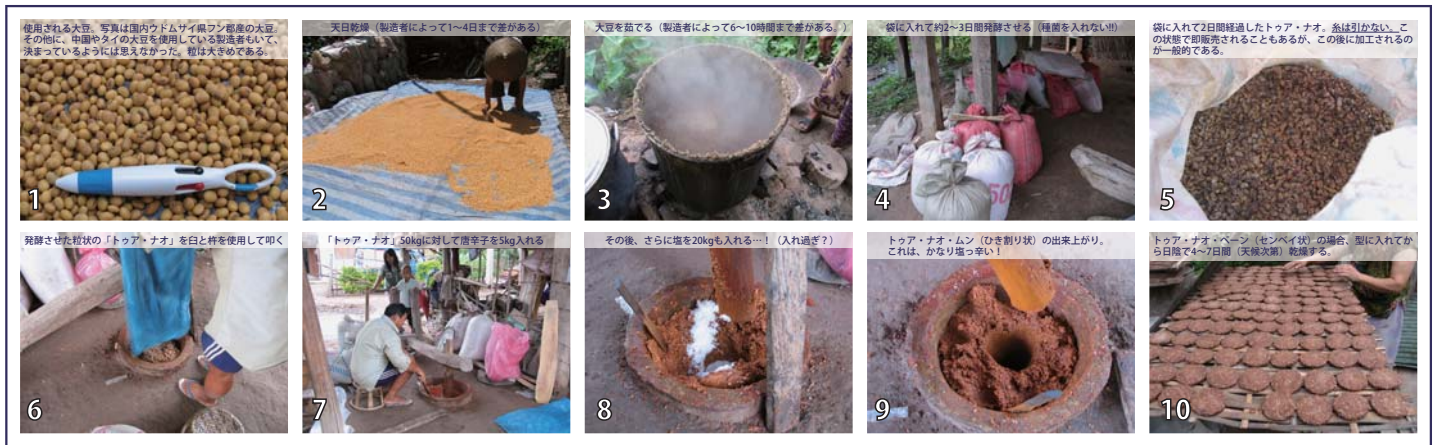 使用される大豆。写真は国内ウドムサイ県フン郡産の大豆。
その他に、中国やタイの大豆を使用している製造者もいて、
決まっているようには思えなかった。粒は大きめである。
1
天日乾燥（製造者によって1～4日まで差がある）
2
大豆を茹でる（製造者によって6～10時間まで差がある。）
3
袋に入れて約2～3日間発酵させる（種菌を入れない!!）
50
4
袋に入れて2日間経過したトゥア・ナオ。糸は引かない。こ
の状態で即販売されることもあるが、この後に加工されるの
が一般的である。
5
発酵させた粒状の「トゥア・ナオ」を臼と杵を使用して叩く
6
「トゥア・ナオ」50kgに対して唐辛子を5kg入れる
7
その後、さらに塩を20kgも入れる…！（入れ過ぎ？）
8
トゥア・ナオ・ムン（ひき割り状）の出来上がり。
これは、かなり塩っ辛い！
9
トゥア・ナオ・ペーン（センベイ状）の場合、型に入れてか
ら日陰で4～7日間（天候次第）乾燥する。
10